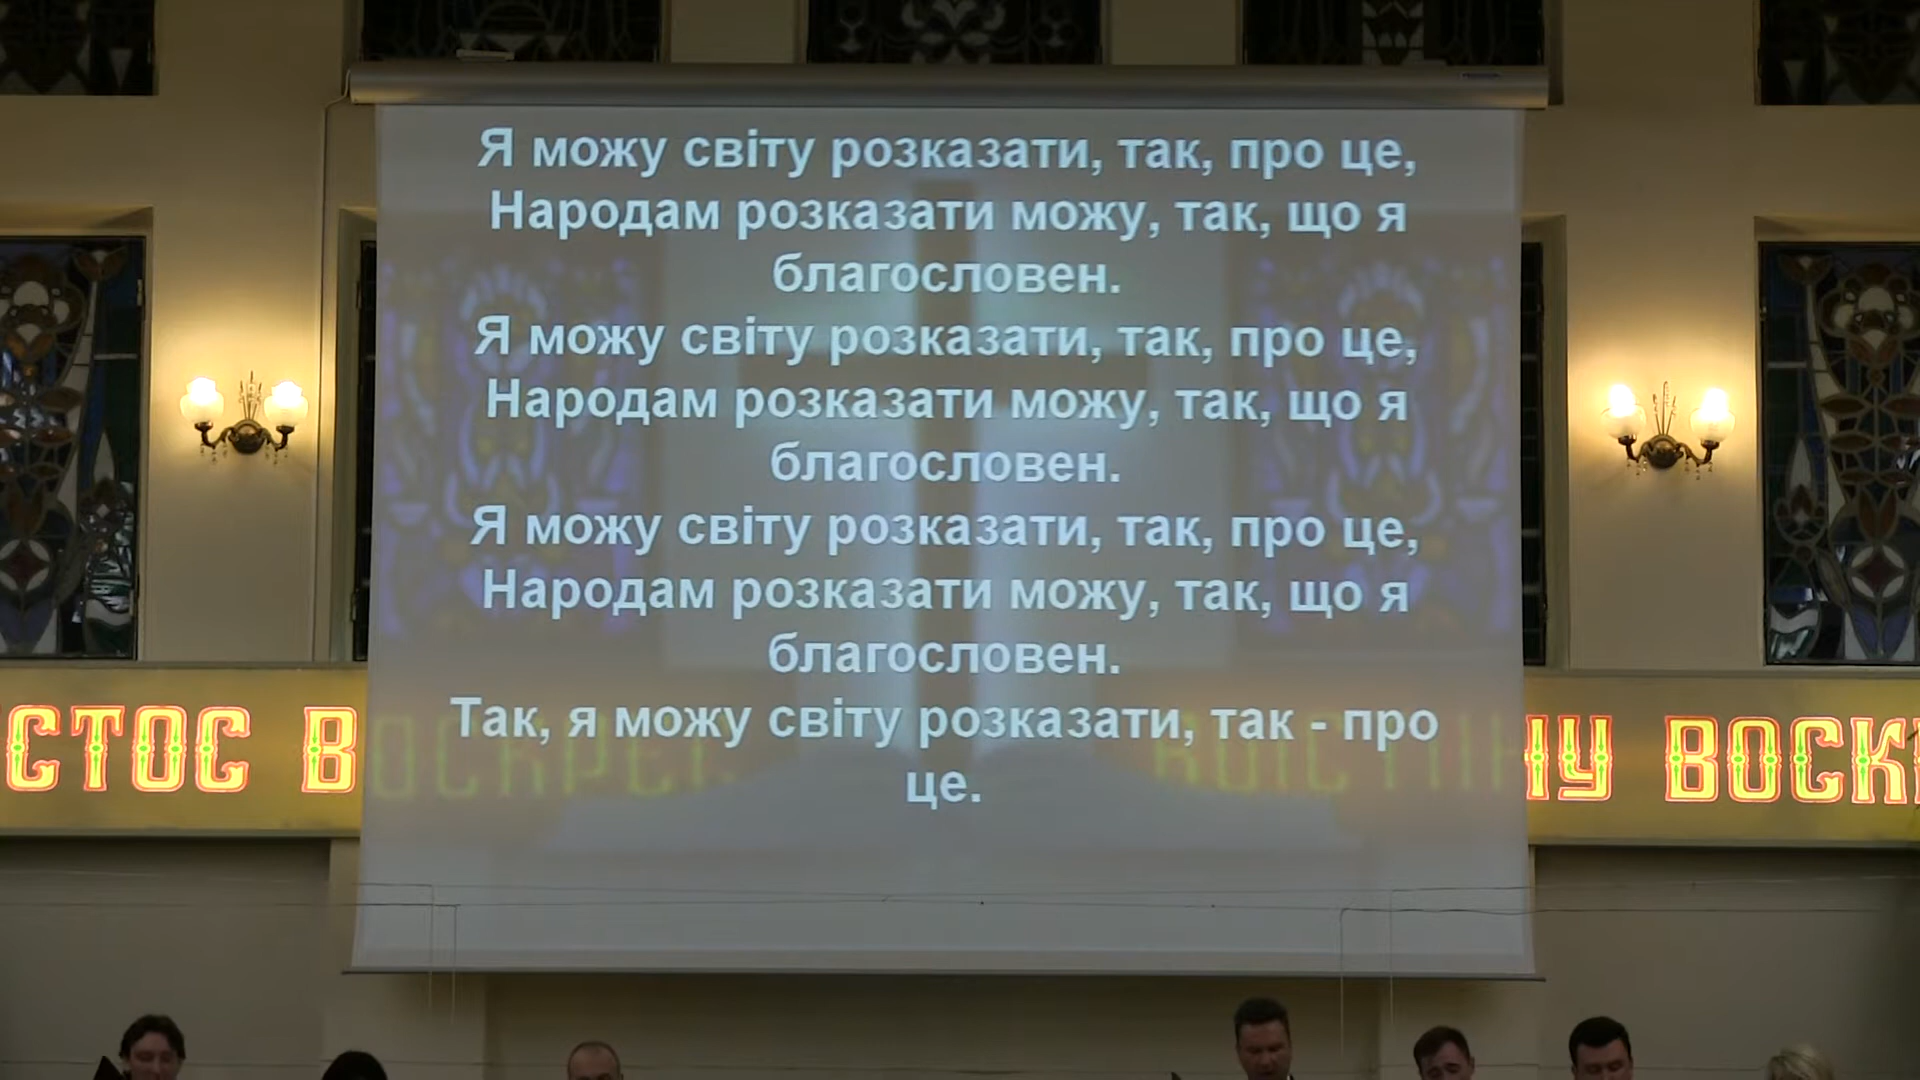 Я можу світу розказати, так, про це,
Народам розказати можу, так, що я
благословен.
Я можу світу розказати, так, про це,
Народам розказати можу, так, що я
благословен.
Я можу світу розказати, так, про це,
Народам розказати можу, так, що я
благословен.
Так, я можу світу розказати, так - про
це.
СТОС ВОСКРЕС ВОІСТИНУ ВОСК